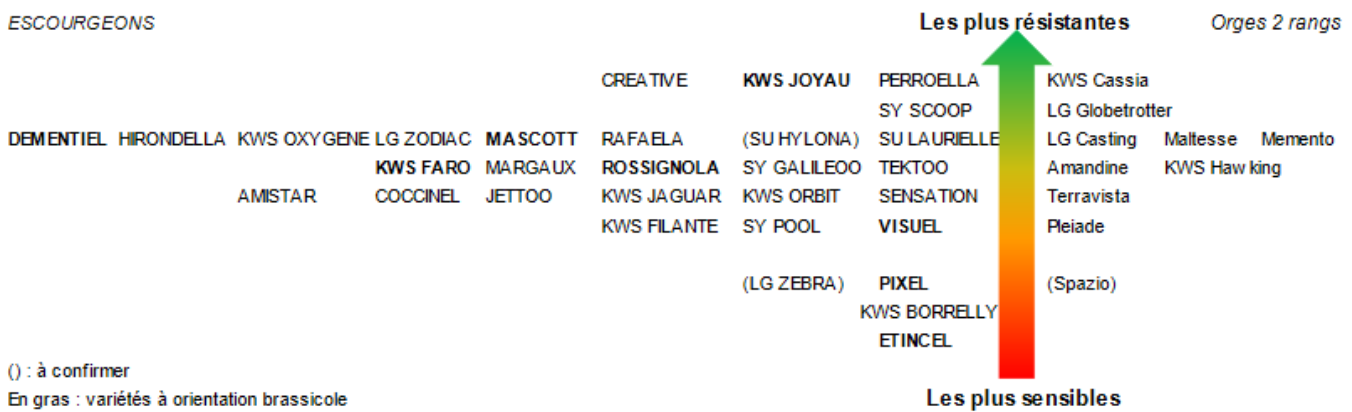 ESCOURGEONS Les plus résistantes Orges 2 rangs
CREATIVE KWS JOYAU PERROELLA KWS Cassia
SY SCOOP LG Globetrotter
DEMENTIEL HIRONDELLA KWS OXYGENE LG ZODIAC MASCOTT RAFAELA (SU HYLONA) SU LAURIELLE LG Casting Maltesse Memento
KWS FARO MARGAUX ROSSIGNOLA SY GALILEOO TEKTOO Amandine KWS Hawking
AMISTAR COCCINEL JETTOO KWS JAGUAR KWS ORBIT SENSATION Terravista
KWS FILANTE SY POOL VISUEL Pleiade
(LG ZEBRA) PIXEL (Spazio)
KWS BORRELLY
ETINCEL
() : à confirmer
En gras : variétés à orientation brassicole Les plus sensibles